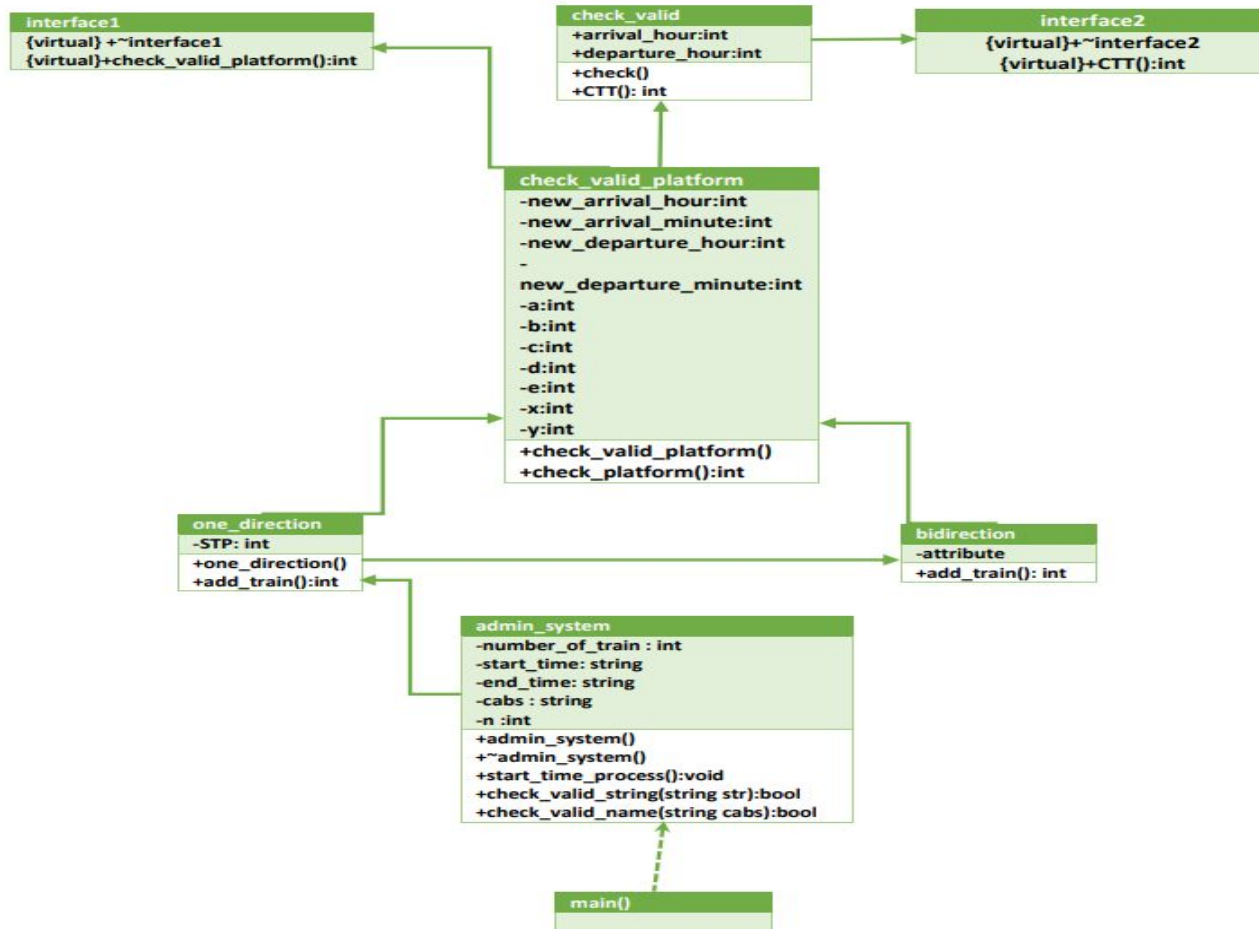 interface1
{virtual} +~interface1
{virtual}+check_valid_platform():int
check_valid
+arrival_hour:int
+departure_hour:int
+check()
+CTT(): int
interface2
{virtual}+~interface2
{virtual}+CTT():int
check_valid_platform
-new_arrival_hour:int
-new_arrival_minute:int
-new_departure_hour:int
-
new_departure_minute:int
-a:int
-b:int
-c:int
-d:int
-e:int
-x:int
-y:int
+check_valid_platform()
+check_platform():int
one_direction
-STP: int
+one_direction()
+add_train():int
bidirection
-attribute
+add_train(): int
admin_system
-number_of_train : int
-start_time: string
-end_time: string
-cabs : string
-n :int
+admin_system()
+~admin_system()
+start_time_process():void
+check_valid_string(string str):bool
+check_valid_name(string cabs):bool
main()